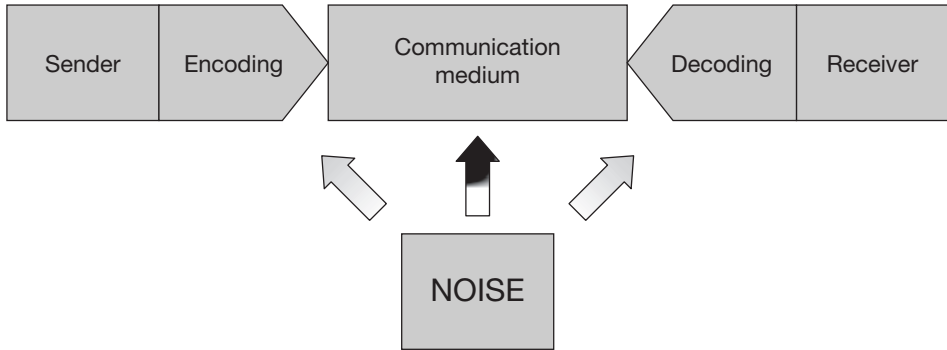 Sender
Encoding
Communication
medium
Decoding
Receiver
NOISE